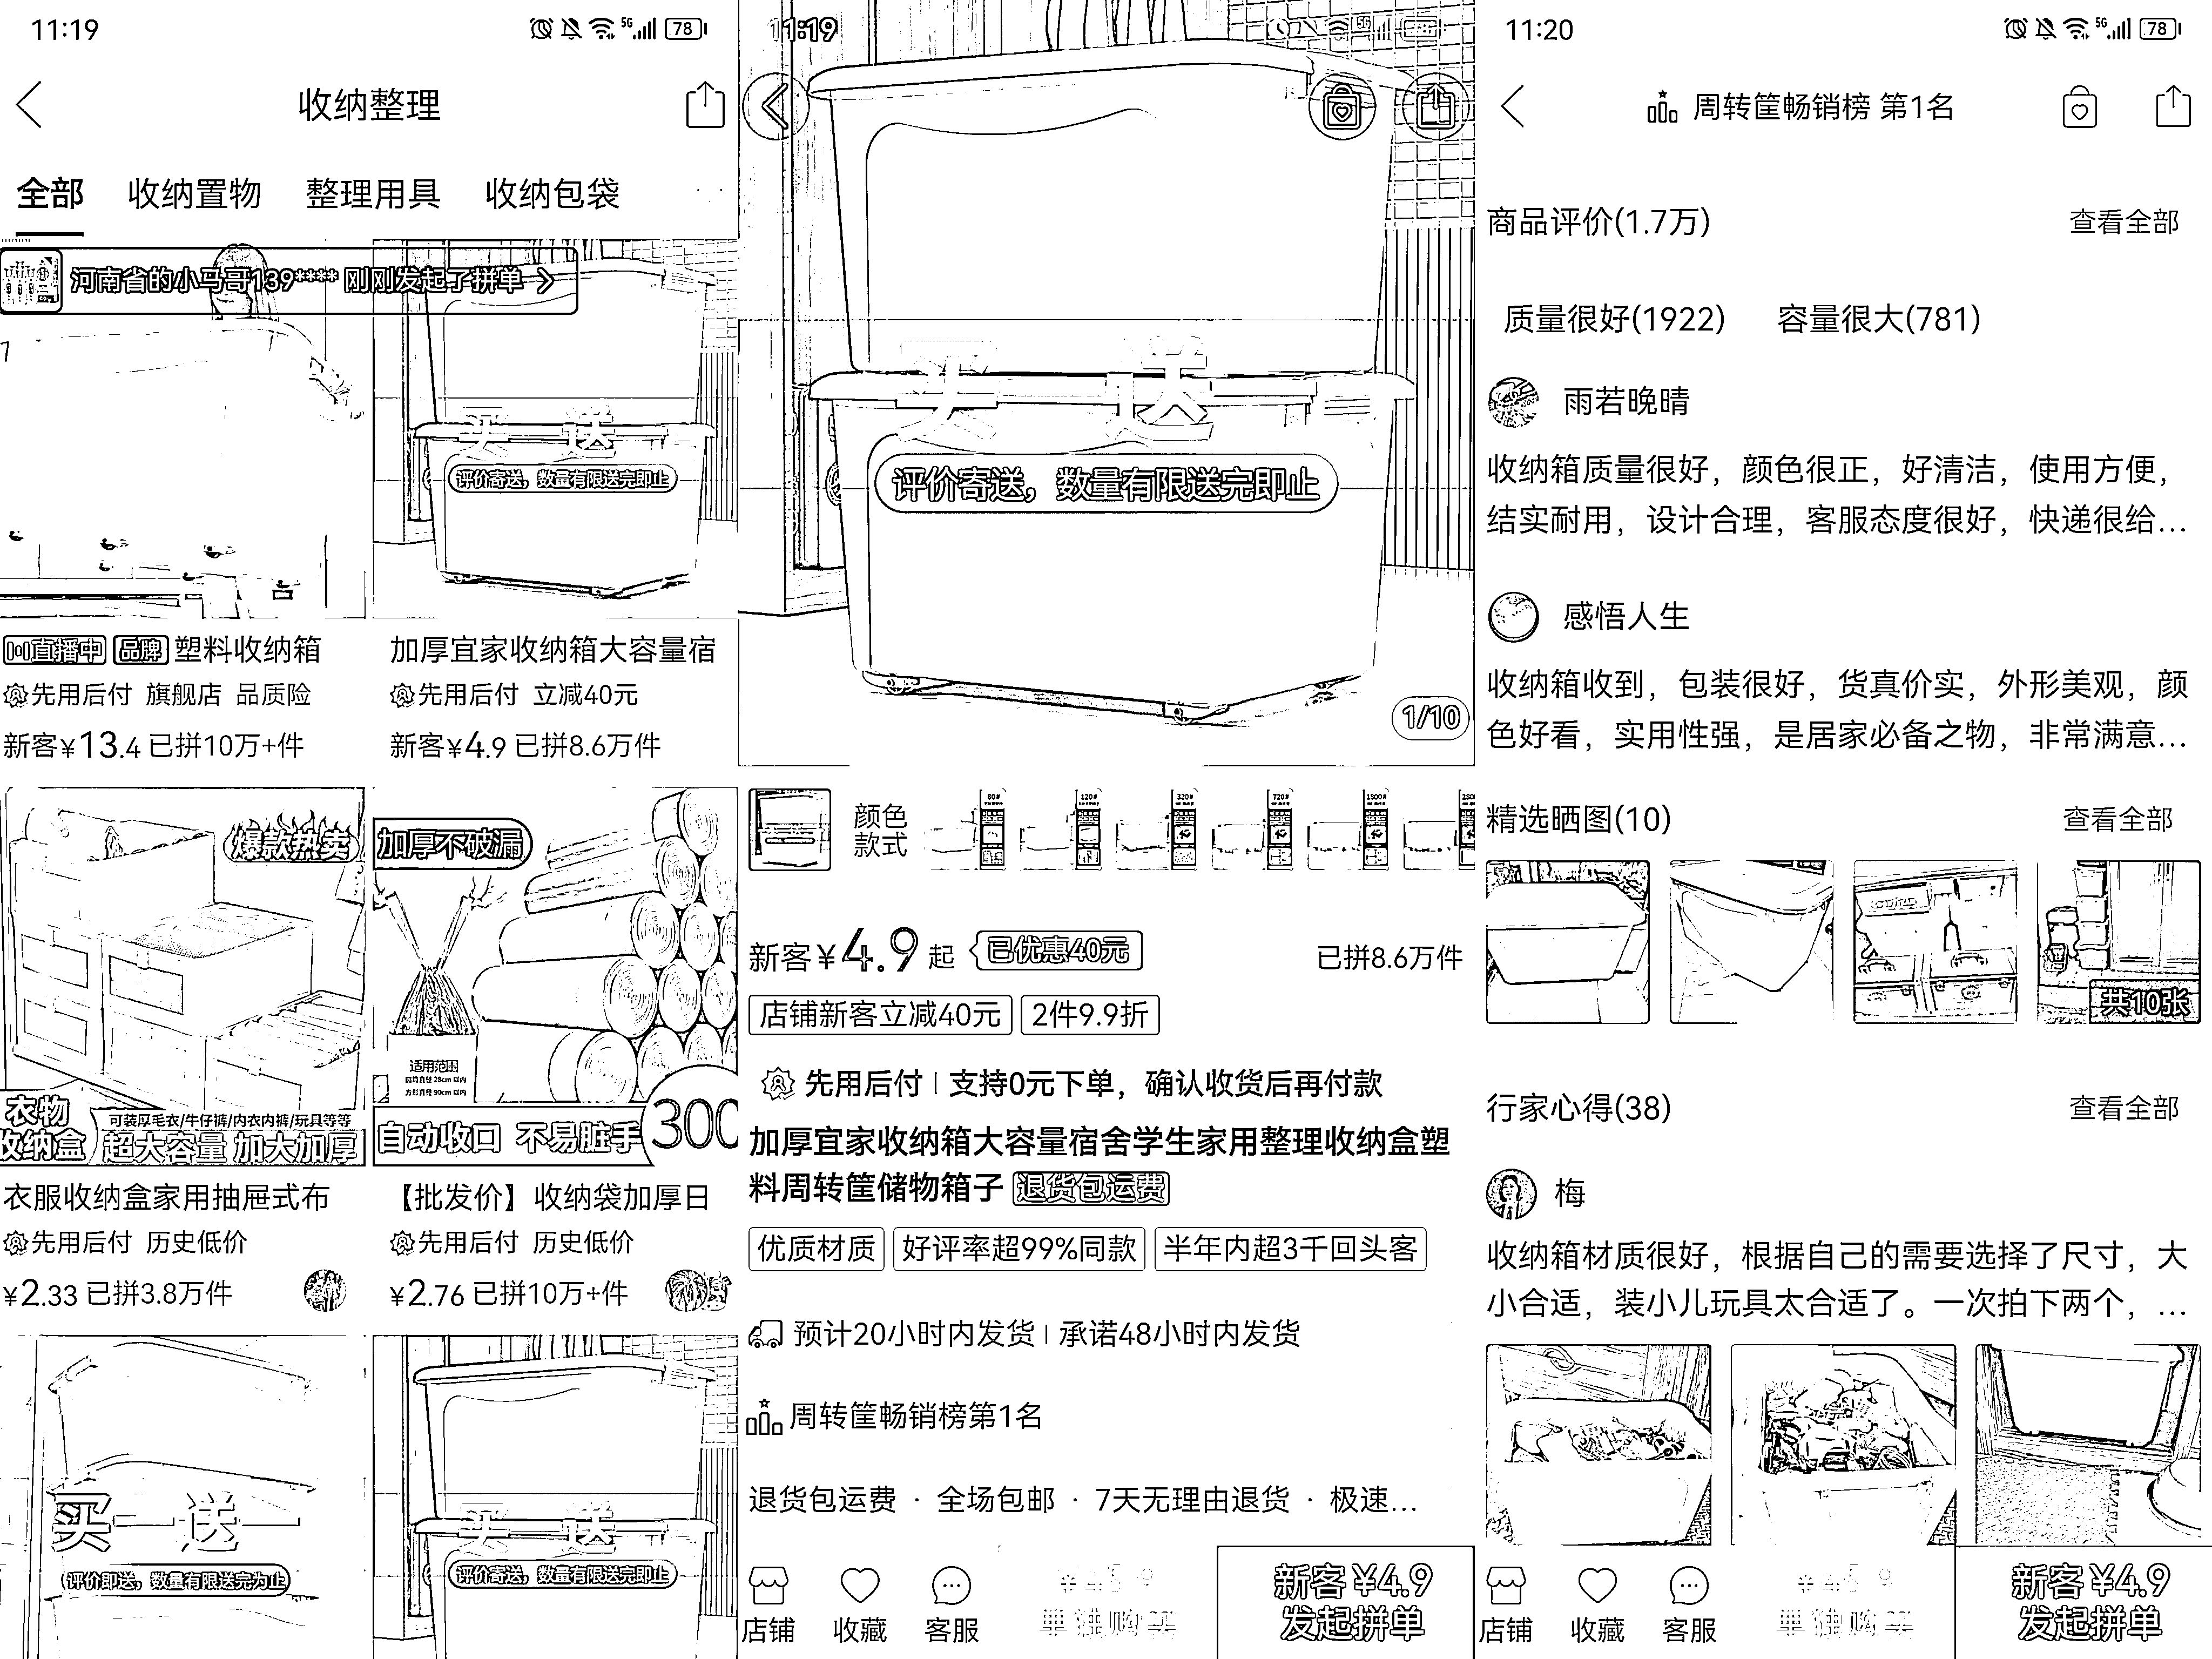 11:19
5G
78
收纳整理
全部 收纳置物 整理用具 收纳包袋
河南省的小马哥139**** 刚刚发起了拼单
买 送
评价寄送，数量有限送完即止
直播中 品牌 塑料收纳箱
先用后付 旗舰店 品质险
新客¥13.4 已拼10万+件
加厚宜家收纳箱大容量宿
先用后付 立减40元
新客¥4.9 已拼8.6万件
爆款热卖
衣物
收纳盒
可装厚毛衣/牛仔裤/内衣内裤/玩具等等
超大容量 加大加厚
加厚不破漏
适用范围
自动收口 不易脏手
300
衣服收纳盒家用抽屉式布
先用后付 历史低价
¥2.33 已拼3.8万件
【批发价】收纳袋加厚日
先用后付 历史低价
¥2.76 已拼10万+件
买一送一
评价即送，数量有限送完为止
买 送
评价寄送，数量有限送完即止
11:19
买 送
评价寄送，数量有限送完即止
1/10
颜色
款式
80# 120# 320# 720# 1800#
新客¥4.9起 已优惠40元 已拼8.6万件
店铺新客立减40元 2件9.9折
先用后付 | 支持0元下单，确认收货后再付款
加厚宜家收纳箱大容量宿舍学生家用整理收纳盒塑
料周转筐储物箱子 退货包运费
优质材质 好评率超99%同款 半年内超3千回头客
预计20小时内发货 | 承诺48小时内发货
周转筐畅销榜第1名
退货包运费 · 全场包邮 · 7天无理由退货 · 极速...
店铺 收藏 客服
单独购买
新客¥4.9
发起拼单
11:20
5G
78
周转筐畅销榜 第1名
商品评价(1.7万) 查看全部
质量很好(1922) 容量很大(781)
雨若晚晴
收纳箱质量很好，颜色很正，好清洁，使用方便，
结实耐用，设计合理，客服态度很好，快递很给...
感悟人生
收纳箱收到，包装很好，货真价实，外形美观，颜
色好看，实用性强，是居家必备之物，非常满意...
精选晒图(10) 查看全部
共10张
行家心得(38) 查看全部
梅
收纳箱材质很好，根据自己的需要选择了尺寸，大
小合适，装小儿玩具太合适了。一次拍下两个，...
店铺 收藏 客服
单独购买
新客¥4.9
发起拼单